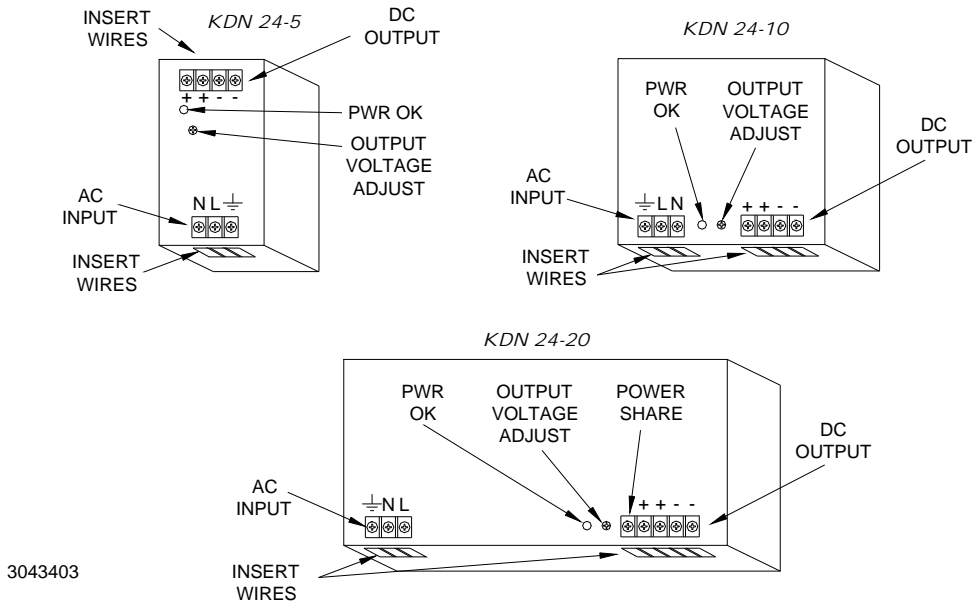 KDN 24-5
INSERT
WIRES
DC
OUTPUT
+ + - -
PWR OK
OUTPUT
VOLTAGE
ADJUST
AC
INPUT
N L
INSERT
WIRES
KDN 24-10
PWR
OK
OUTPUT
VOLTAGE
ADJUST
DC
OUTPUT
AC
INPUT
L N
+ + - -
INSERT
WIRES
KDN 24-20
PWR
OK
OUTPUT
VOLTAGE
ADJUST
POWER
SHARE
DC
OUTPUT
AC
INPUT
N L
+ + - -
INSERT
WIRES
3043403